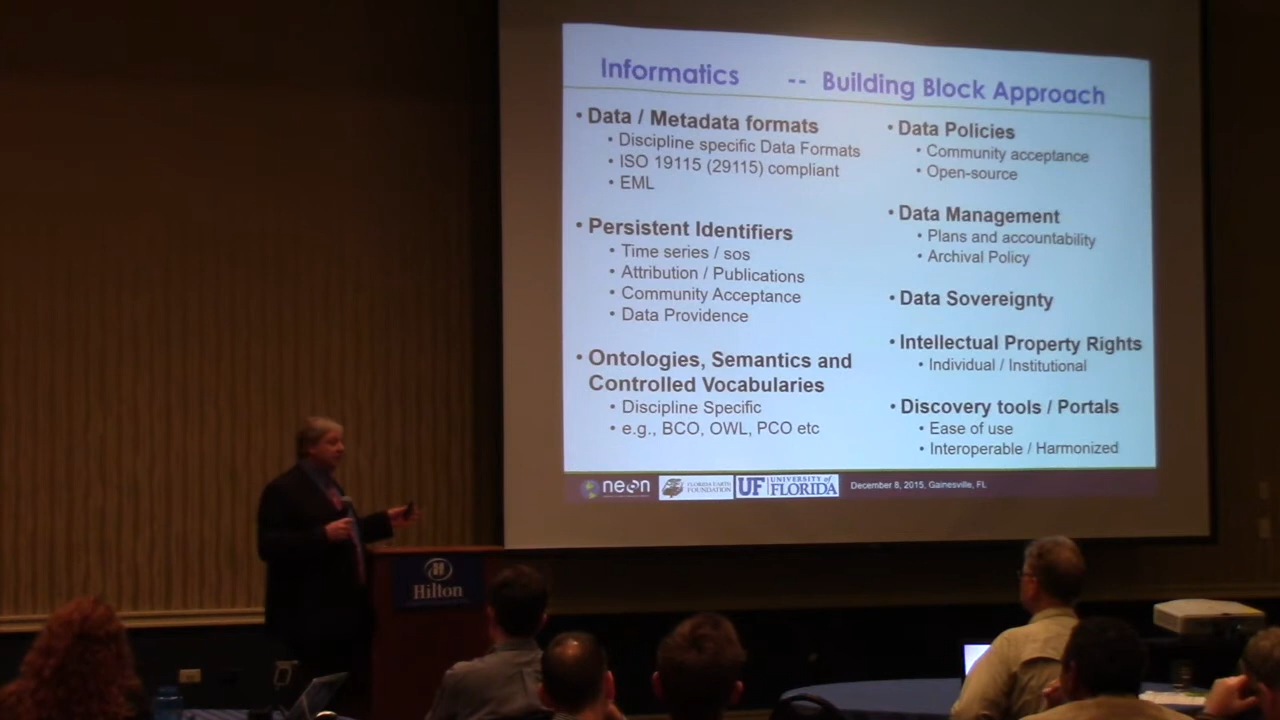 Informatics -- Building Block Approach
• Data / Metadata formats
• Discipline specific Data Formats
• ISO 19115 (29115) compliant
• EML
• Persistent Identifiers
• Time series / sos
• Attribution / Publications
• Community Acceptance
• Data Providence
• Ontologies, Semantics and
Controlled Vocabularies
• Discipline Specific
• e.g., BCO, OWL, PCO etc
• Data Policies
• Community acceptance
• Open-source
• Data Management
• Plans and accountability
• Archival Policy
• Data Sovereignty
• Intellectual Property Rights
• Individual / Institutional
• Discovery tools / Portals
• Ease of use
• Interoperable / Harmonized
neon
FLORIDA EARTH
FOUNDATION
UF UNIVERSITY of
FLORIDA
December 8, 2015, Gainesville, FL
H
Hilton